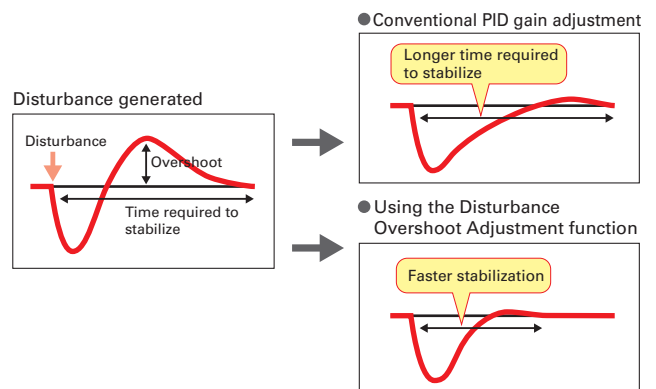 Disturbance generated
Disturbance
Overshoot
Time required to
stabilize
●Conventional PID gain adjustment
Longer time required
to stabilize
●Using the Disturbance
Overshoot Adjustment function
Faster stabilization